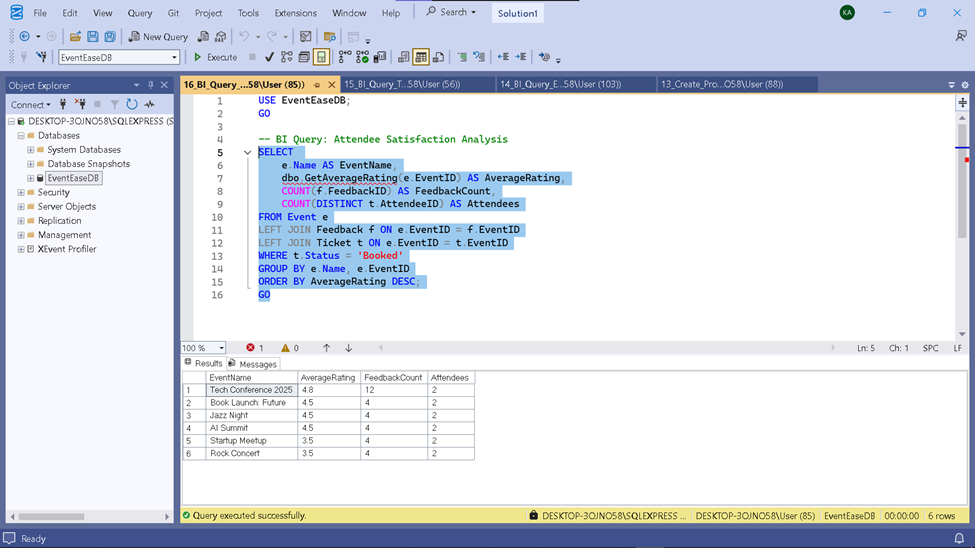 File Edit View Query Git Project Tools Extensions Window Help Search Solution1 KA
New Query
EventEaseDB Execute
Object Explorer
Connect
DESKTOP-3OJNO58\SQLEXPRESS (S
Databases
System Databases
Database Snapshots
EventEaseDB
Security
Server Objects
Replication
Management
XEvent Profiler
16_BI_Query_...58\User (85)) 15_BI_Query_T...58\User (56)) 14_BI_Query_E...58\User (103)) 13_Create_Pro...O58\User (88))
1 USE EventEaseDB;
2 GO
3
4 -- BI Query: Attendee Satisfaction Analysis
5 SELECT
6 e.Name AS EventName,
7 dbo.GetAverageRating(e.EventID) AS AverageRating,
8 COUNT(f.FeedbackID) AS FeedbackCount,
9 COUNT(DISTINCT t.AttendeeID) AS Attendees
10 FROM Event e
11 LEFT JOIN Feedback f ON e.EventID = f.EventID
12 LEFT JOIN Ticket t ON e.EventID = t.EventID
13 WHERE t.Status = 'Booked'
14 GROUP BY e.Name, e.EventID
15 ORDER BY AverageRating DESC;
16 GO
100 % 1 0 Ln: 5 Ch: 1 SPC LF
Results Messages
EventName AverageRating FeedbackCount Attendees
1 Tech Conference 2025 4.8 12 2
2 Book Launch: Future 4.5 4 2
3 Jazz Night 4.5 4 2
4 AI Summit 4.5 4 2
5 Startup Meetup 3.5 4 2
6 Rock Concert 3.5 4 2
Query executed successfully. DESKTOP-3OJNO58\SQLEXPRESS ... DESKTOP-3OJNO58\User (85) EventEaseDB 00:00:00 6 rows
Ready